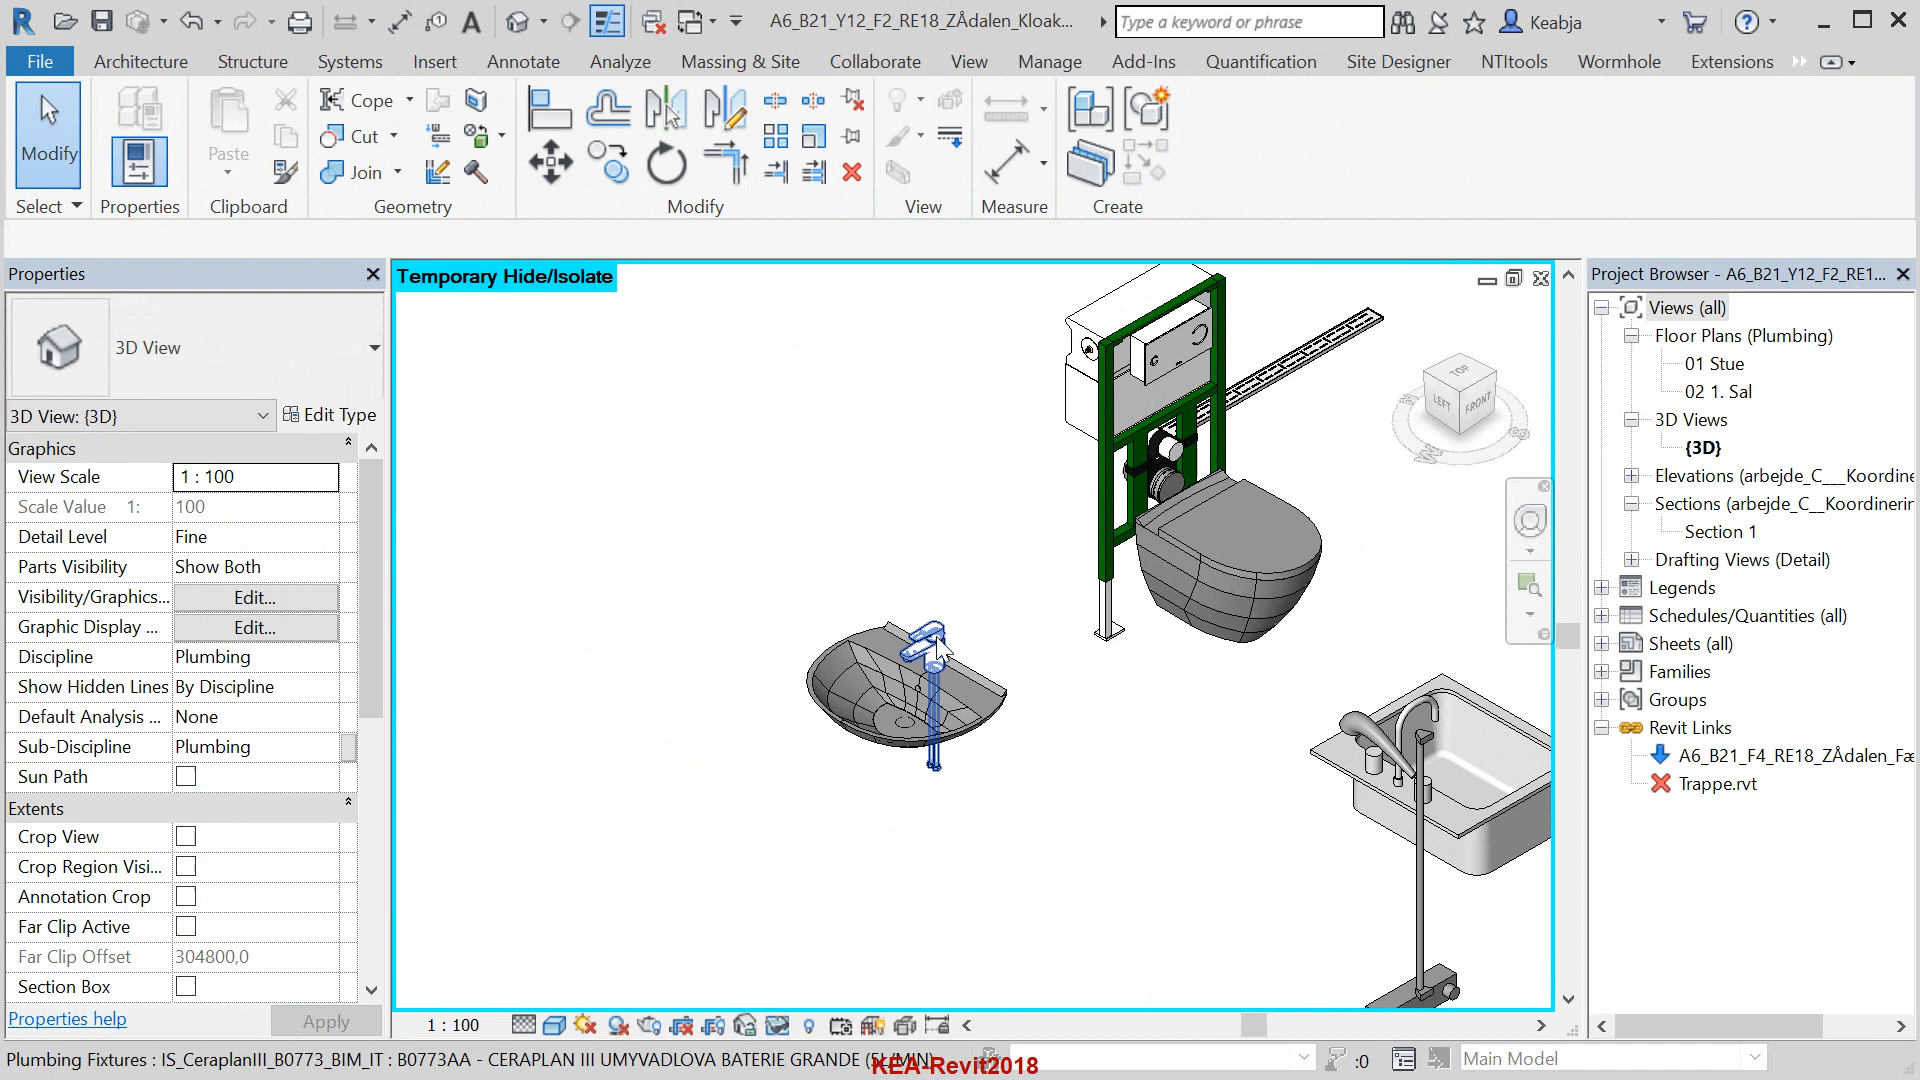 A6_B21_Y12_F2_RE18_ZÅdalen_Kloak...
Type a keyword or phrase
Keabja
File
Architecture
Structure
Systems
Insert
Annotate
Analyze
Massing & Site
Collaborate
View
Manage
Add-Ins
Quantification
Site Designer
NTItools
Wormhole
Extensions
Modify
Paste
Cope
Cut
Join
Select
Properties
Clipboard
Geometry
Modify
View
Measure
Create
Properties
3D View
3D View: {3D}
Edit Type
Graphics
View Scale 1 : 100
Scale Value 1: 100
Detail Level Fine
Parts Visibility Show Both
Visibility/Graphics... Edit...
Graphic Display ... Edit...
Discipline Plumbing
Show Hidden Lines By Discipline
Default Analysis ... None
Sub-Discipline Plumbing
Sun Path
Extents
Crop View
Crop Region Visi...
Annotation Crop
Far Clip Active
Far Clip Offset 304800,0
Section Box
Properties help
Apply
Temporary Hide/Isolate
TOP
LEFT
FRONT
1 : 100
Project Browser - A6_B21_Y12_F2_RE1...
Views (all)
Floor Plans (Plumbing)
01 Stue
02 1. Sal
3D Views
{3D}
Elevations (arbejde_C___Koordine
Sections (arbejde_C__Koordinerin
Section 1
Drafting Views (Detail)
Legends
Schedules/Quantities (all)
Sheets (all)
Families
Groups
Revit Links
A6_B21_F4_RE18_ZÅdalen_Fæ
Trappe.rvt
Plumbing Fixtures : IS_CeraplanIII_B0773_BIM_IT : B0773AA - CERAPLAN III UMYVADLOVA BATERIE GRANDE (5L/MIN)
KEA-Revit2018
:0
Main Model